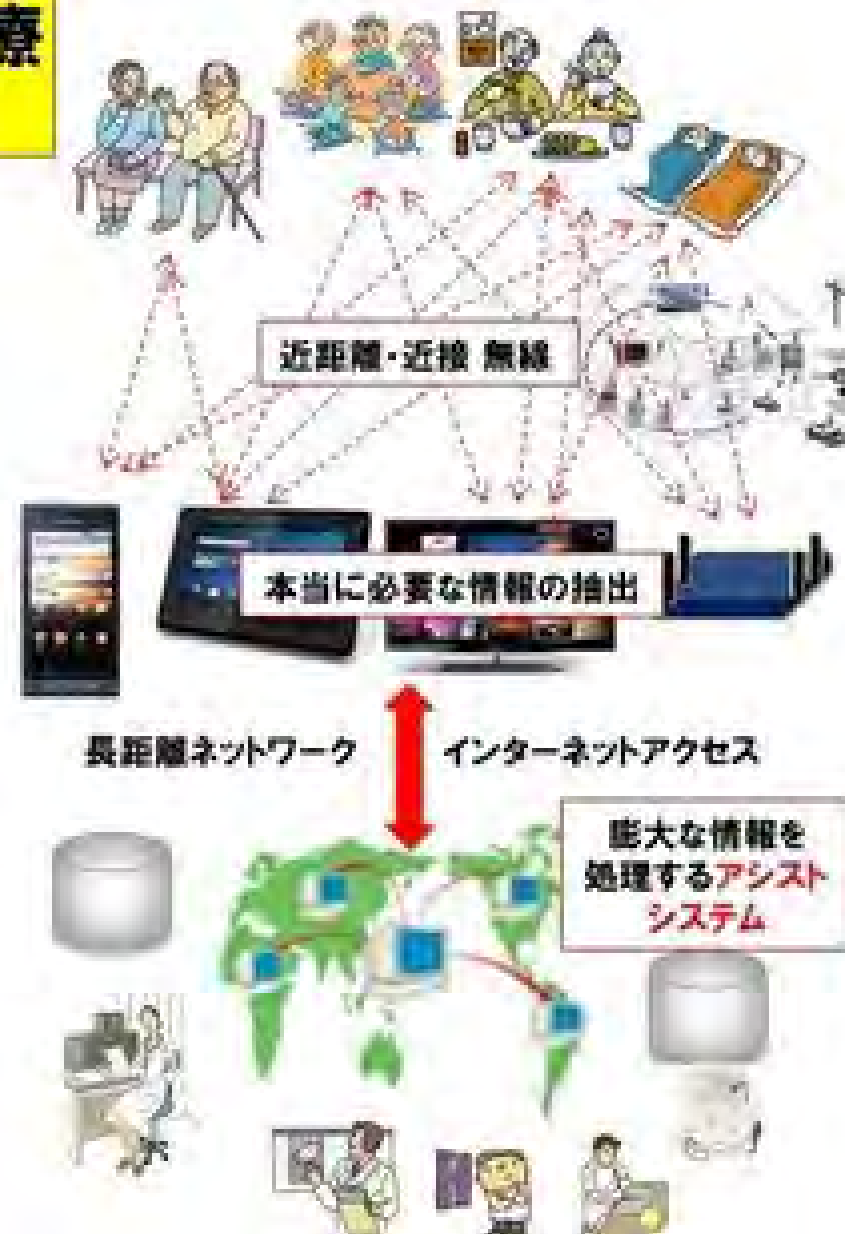 療
近距離・近接 無線
本当に必要な情報の抽出
長距離ネットワーク
インターネットアクセス
膨大な情報を
処理するアシスト
システム